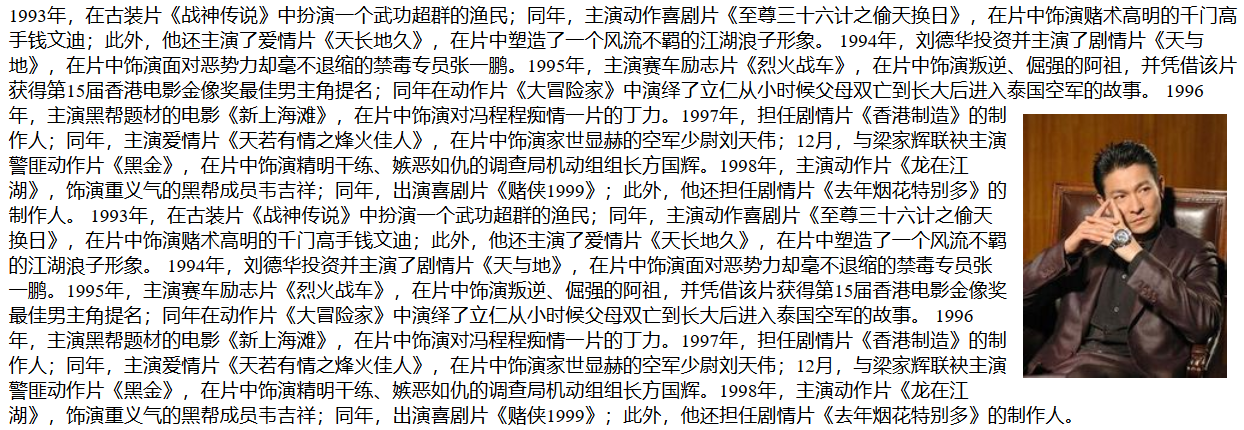 1993年，在古装片《战神传说》中扮演一个武功超群的渔民；同年，主演动作喜剧片《至尊三十六计之偷天换日》，在片中饰演赌术高明的千门高
手钱文迪；此外，他还主演了爱情片《天长地久》，在片中塑造了一个风流不羁的江湖浪子形象。 1994年，刘德华投资并主演了剧情片《天与
地》，在片中饰演面对恶势力却毫不退缩的禁毒专员张一鹏。1995年，主演赛车励志片《烈火战车》，在片中饰演叛逆、倔强的阿祖，并凭借该片
获得第15届香港电影金像奖最佳男主角提名；同年在动作片《大冒险家》中演绎了立仁从小时候父母双亡到长大后进入泰国空军的故事。 1996
年，主演黑帮题材的电影《新上海滩》，在片中饰演对冯程程痴情一片的丁力。1997年，担任剧情片《香港制造》的制
作人；同年，主演爱情片《天若有情之烽火佳人》，在片中饰演家世显赫的空军少尉刘天伟；12月，与梁家辉联袂主演
警匪动作片《黑金》，在片中饰演精明干练、嫉恶如仇的调查局机动组组长方国辉。1998年，主演动作片《龙在江
湖》，饰演重义气的黑帮成员韦吉祥；同年，出演喜剧片《赌侠1999》；此外，他还担任剧情片《去年烟花特别多》的
制作人。 1993年，在古装片《战神传说》中扮演一个武功超群的渔民；同年，主演动作喜剧片《至尊三十六计之偷天
换日》，在片中饰演赌术高明的千门高手钱文迪；此外，他还主演了爱情片《天长地久》，在片中塑造了一个风流不羁
的江湖浪子形象。 1994年，刘德华投资并主演了剧情片《天与地》，在片中饰演面对恶势力却毫不退缩的禁毒专员张
一鹏。1995年，主演赛车励志片《烈火战车》，在片中饰演叛逆、倔强的阿祖，并凭借该片获得第15届香港电影金像奖
最佳男主角提名；同年在动作片《大冒险家》中演绎了立仁从小时候父母双亡到长大后进入泰国空军的故事。 1996
年，主演黑帮题材的电影《新上海滩》，在片中饰演对冯程程痴情一片的丁力。1997年，担任剧情片《香港制造》的制
作人；同年，主演爱情片《天若有情之烽火佳人》，在片中饰演家世显赫的空军少尉刘天伟；12月，与梁家辉联袂主演
警匪动作片《黑金》，在片中饰演精明干练、嫉恶如仇的调查局机动组组长方国辉。1998年，主演动作片《龙在江
湖》，饰演重义气的黑帮成员韦吉祥；同年，出演喜剧片《赌侠1999》；此外，他还担任剧情片《去年烟花特别多》的制作人。